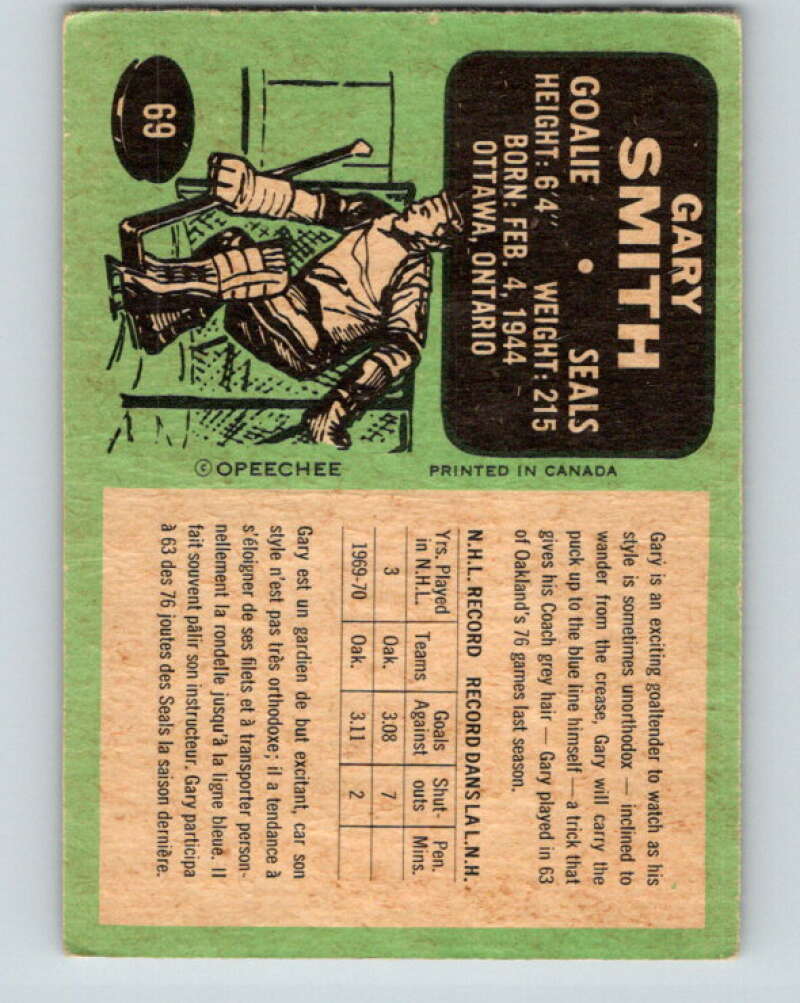 GARY
SMITH
GOALIE • SEALS
HEIGHT: 6'4" WEIGHT: 215
BORN: FEB. 4, 1944
OTTAWA, ONTARIO
69
© OPEECHEE
PRINTED IN CANADA
Gary is an exciting goaltender to watch as his
style is sometimes unorthodox — inclined to
wander from the crease, Gary will carry the
puck up to the blue line himself — a trick that
gives his Coach grey hair — Gary played in 63
of Oakland's 76 games last season.
N.H.L. RECORD RECORD DANS LA L.N.H.
Yrs. Played Teams Goals Shut- Pen.
in N.H.L. Against outs Mins.
3 Oak. 3.08 7
1969-70 Oak. 3.11 2
Gary est un gardien de but excitant, car son
style n'est pas très orthodoxe; il a tendance à
s'éloigner de ses filets et à transporter person-
nellement la rondelle jusqu'à la ligne bleue. Il
fait souvent pâlir son instructeur. Gary participa
à 63 des 76 joutes des Seals la saison dernière.